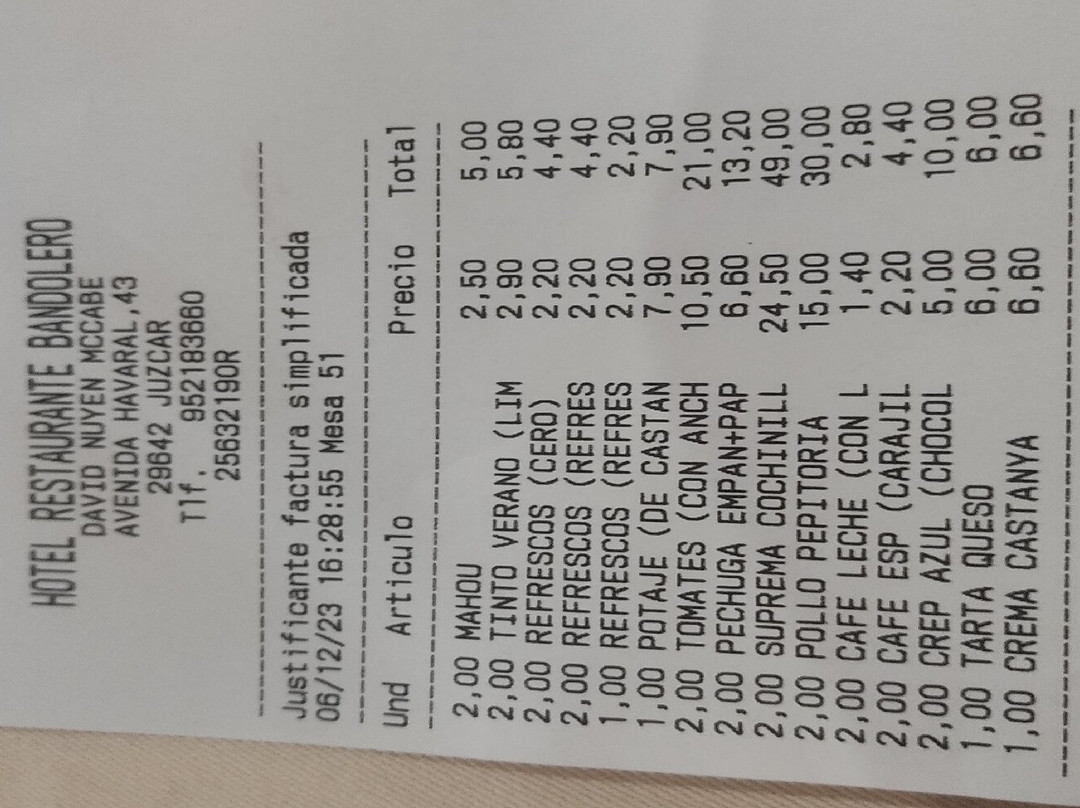 HOTEL RESTAURANTE BANDOLERO
DAVID NUYEN MCCABE
AVENIDA HAVARAL,43
29642 JUZCAR
Tlf. 952183660
25632190R
Justificante factura simplificada
06/12/23 16:28:55 Mesa 51
Und Articulo Precio Total
2,00 MAHOU 2,50 5,00
2,00 TINTO VERANO (LIM 2,90 5,80
2,00 REFRESCOS (CERO) 2,20 4,40
2,00 REFRESCOS (REFRES 2,20 4,40
1,00 REFRESCOS (REFRES 2,20 2,20
1,00 POTAJE (DE CASTAN 7,90 7,90
2,00 TOMATES (CON ANCH 10,50 21,00
2,00 PECHUGA EMPAN+PAP 6,60 13,20
2,00 SUPREMA COCHINILL 24,50 49,00
2,00 POLLO PEPITORIA 15,00 30,00
2,00 CAFE LECHE (CON L 1,40 2,80
2,00 CAFE ESP (CARAJIL 2,20 4,40
2,00 CREP AZUL (CHOCOL 5,00 10,00
1,00 TARTA QUESO 6,00 6,00
1,00 CREMA CASTANYA 6,60 6,60